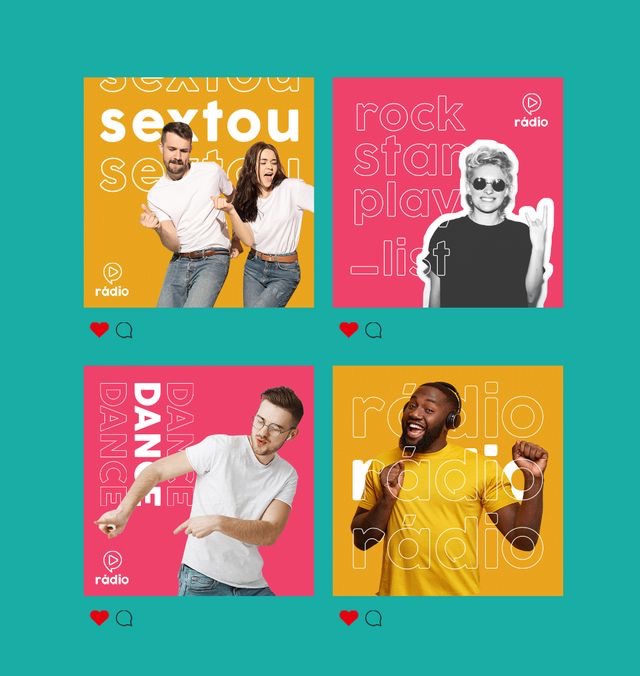 sextou
sextou
sextou
rádio
rock
star
play
_list
rádio
DANCE
DANCE
DANCE
rádio
rádio
rádio
rádio